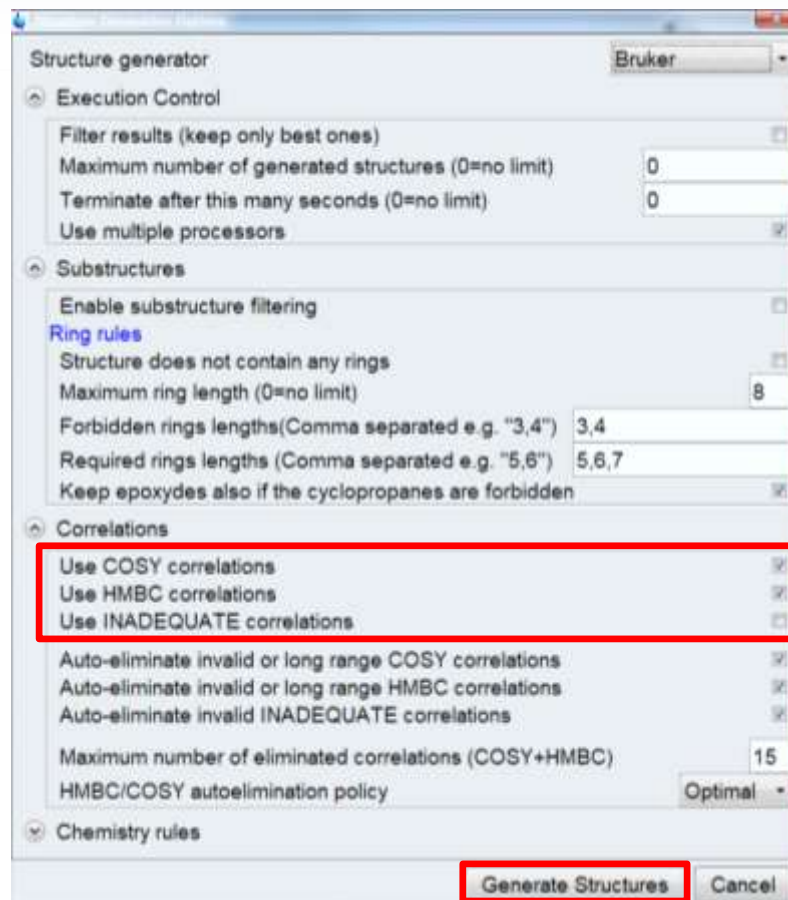 Structure generator Bruker
Execution Control
Filter results (keep only best ones)
Maximum number of generated structures (0=no limit) 0
Terminate after this many seconds (0=no limit) 0
Use multiple processors
Substructures
Enable substructure filtering
Ring rules
Structure does not contain any rings
Maximum ring length (0=no limit) 8
Forbidden rings lengths(Comma separated e.g. "3,4") 3,4
Required rings lengths (Comma separated e.g. "5,6") 5,6,7
Keep epoxydes also if the cyclopropanes are forbidden
Correlations
Use COSY correlations
Use HMBC correlations
Use INADEQUATE correlations
Auto-eliminate invalid or long range COSY correlations
Auto-eliminate invalid or long range HMBC correlations
Auto-eliminate invalid INADEQUATE correlations
Maximum number of eliminated correlations (COSY+HMBC) 15
HMBC/COSY autoelimination policy Optimal
Chemistry rules
Generate Structures Cancel